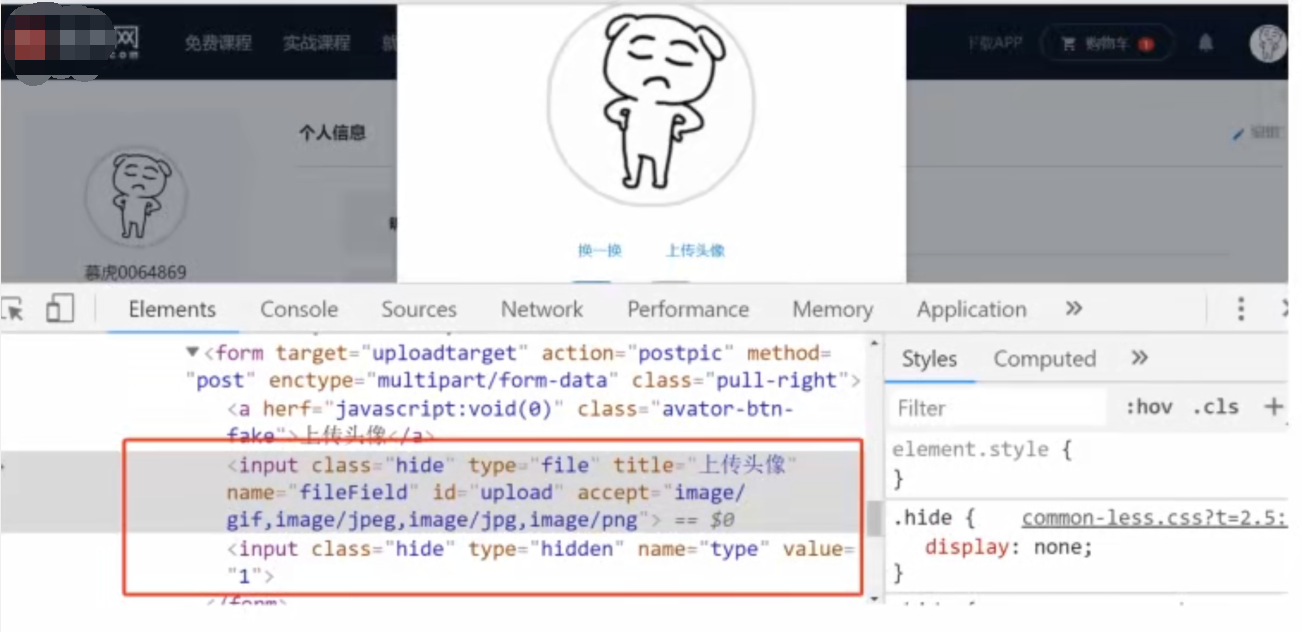 网
.com
免费课程 实战课程 就
下载APP 购物车 1
个人信息
编辑
慕虎0064869
换一换 上传头像
Elements Console Sources Network Performance Memory Application »
▼<form target="uploadtarget" action="postpic" method=
"post" enctype="multipart/form-data" class="pull-right">
<a herf="javascript:void(0)" class="avator-btn-
fake">上传头像</a>
<input class="hide" type="file" title="上传头像"
name="fileField" id="upload" accept="image/
gif,image/jpeg,image/jpg,image/png"> == $0
<input class="hide" type="hidden" name="type" value=
"1">
</form>
Styles Computed »
Filter :hov .cls +
element.style {
}
.hide { common-less.css?t=2.5:
display: none;
}